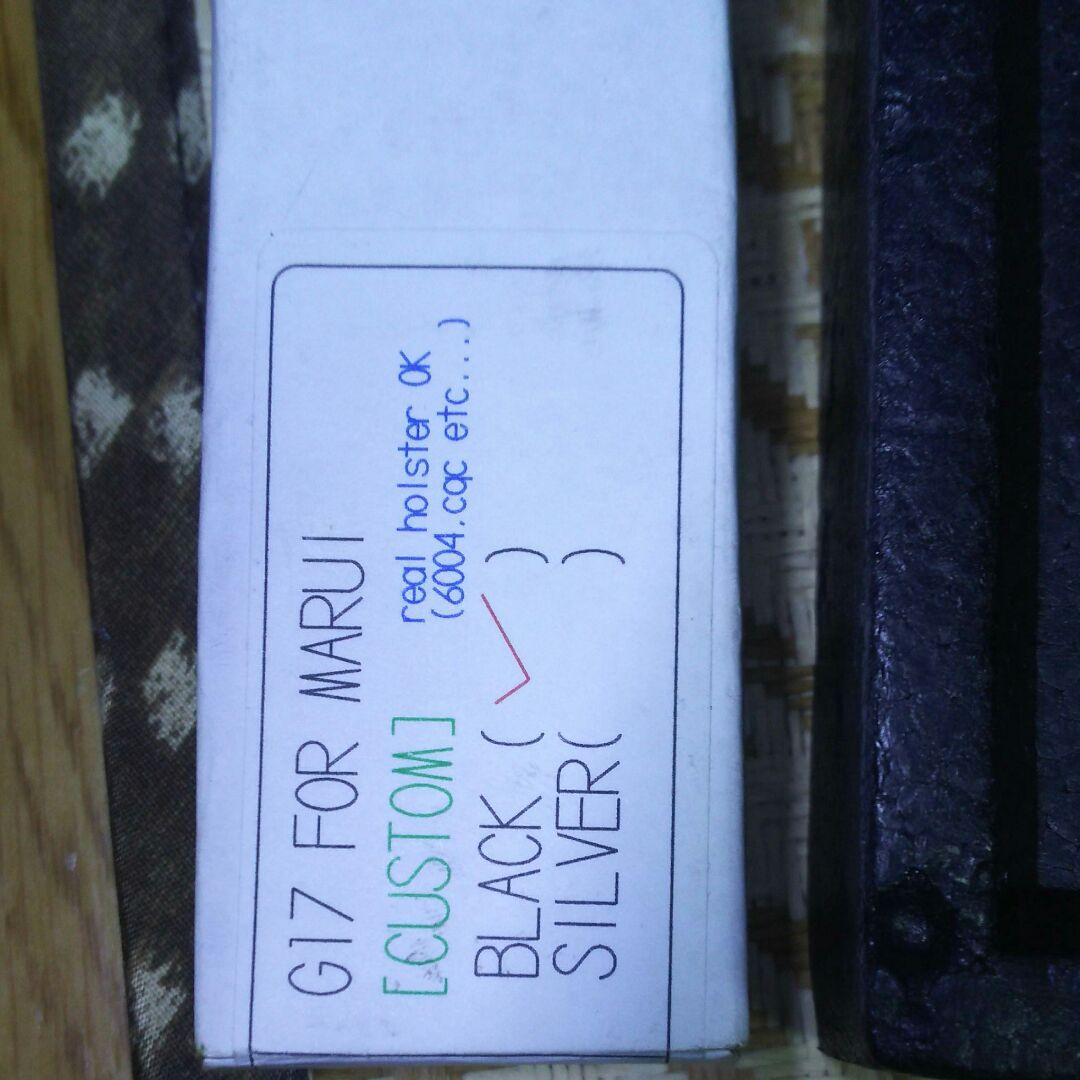 G17 FOR MARUI
[CUSTOM]
real holster OK
(6004.cqc etc....)
BLACK (✓)
SILVER( )